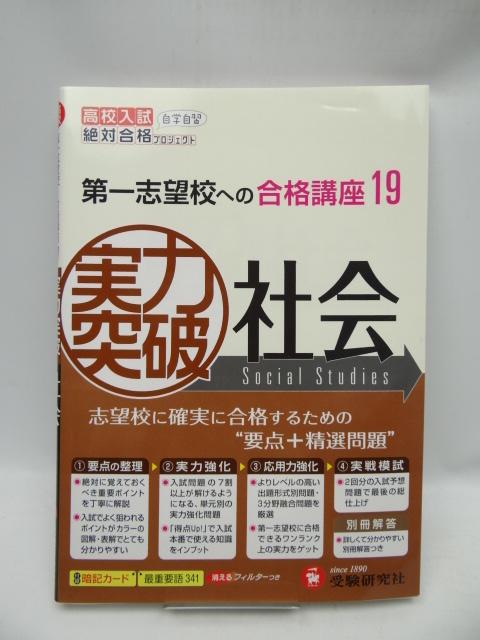 高校入試
自学自習
絶対合格プロジェクト
第一志望校への合格講座19
実力
突破
社会
Social Studies
志望校に確実に合格するための
“要点＋精選問題”
①要点の整理
●絶対に覚えておく
べき重要ポイント
を丁寧に解説
●入試でよく狙われる
ポイントがカラーの
図解・表解でとても
分かりやすい
②実力強化
●入試問題の7割
以上が解けるよう
になる、単元別の
実力強化問題
●「得点Up!」で入試
本番で使える知識
をインプット
③応用力強化
●よりレベルの高い
出題形式別問題・
3分野融合問題を
厳選
●第一志望校に合格
できるワンランク
上の実力をゲット
④実戦模試
●2回分の入試予想
問題で最後の総
仕上げ
別冊解答
●詳しくて分かりやすい
別冊解答つき
暗記カード
最重要語341
消えるフィルターつき
since 1890
受験研究社